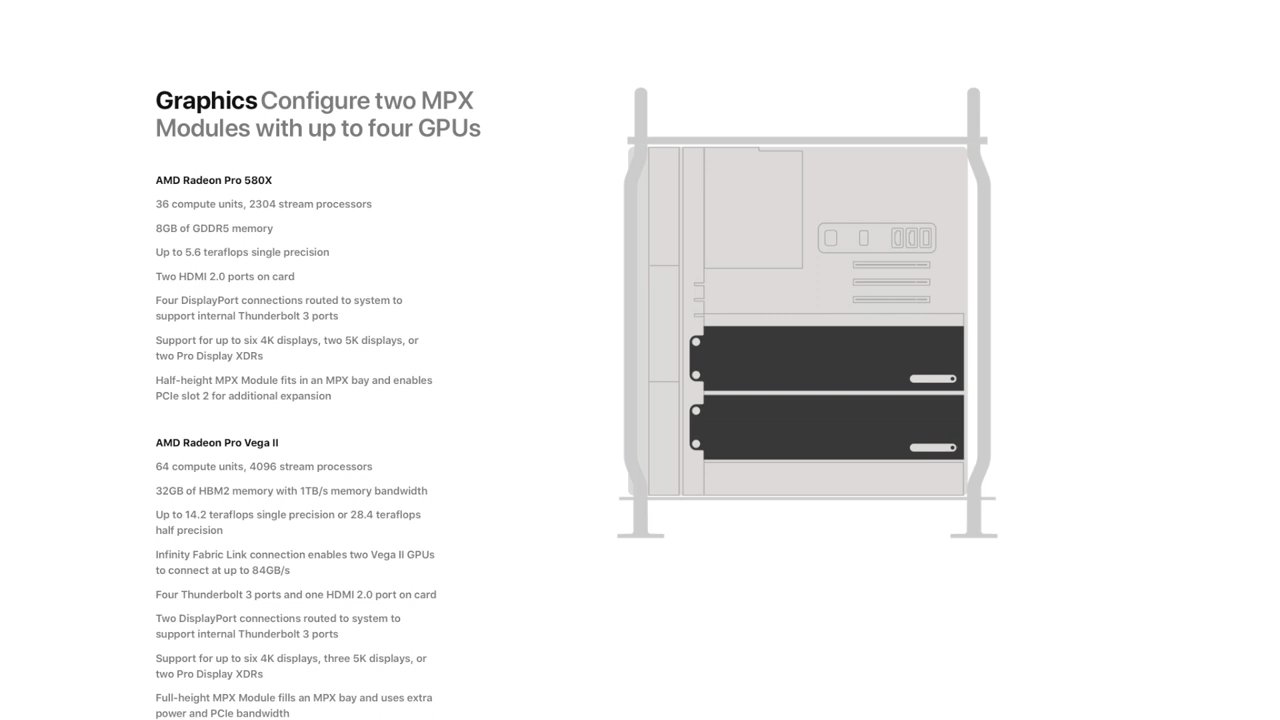 Graphics Configure two MPX
Modules with up to four GPUs
AMD Radeon Pro 580X
36 compute units, 2304 stream processors
8GB of GDDR5 memory
Up to 5.6 teraflops single precision
Two HDMI 2.0 ports on card
Four DisplayPort connections routed to system to
support internal Thunderbolt 3 ports
Support for up to six 4K displays, two 5K displays, or
two Pro Display XDRs
Half-height MPX Module fits in an MPX bay and enables
PCIe slot 2 for additional expansion
AMD Radeon Pro Vega II
64 compute units, 4096 stream processors
32GB of HBM2 memory with 1TB/s memory bandwidth
Up to 14.2 teraflops single precision or 28.4 teraflops
half precision
Infinity Fabric Link connection enables two Vega II GPUs
to connect at up to 84GB/s
Four Thunderbolt 3 ports and one HDMI 2.0 port on card
Two DisplayPort connections routed to system to
support internal Thunderbolt 3 ports
Support for up to six 4K displays, three 5K displays, or
two Pro Display XDRs
Full-height MPX Module fills an MPX bay and uses extra
power and PCIe bandwidth